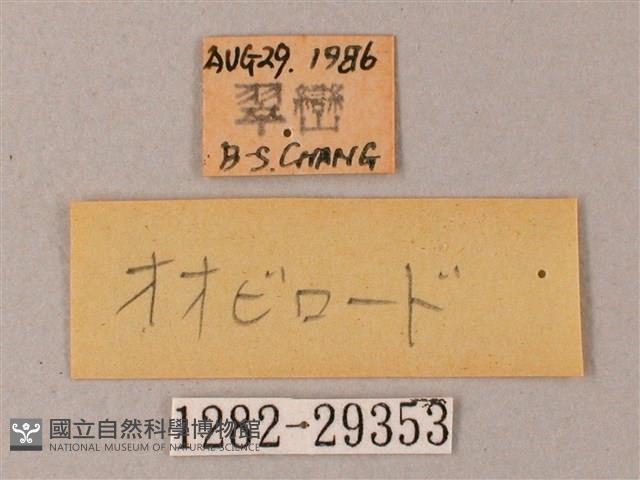 AUG29. 1986
翠巒
B-S. CHANG
オオビロード
1282-29353
國立自然科學博物館
NATIONAL MUSEUM OF NATURAL SCIENCE